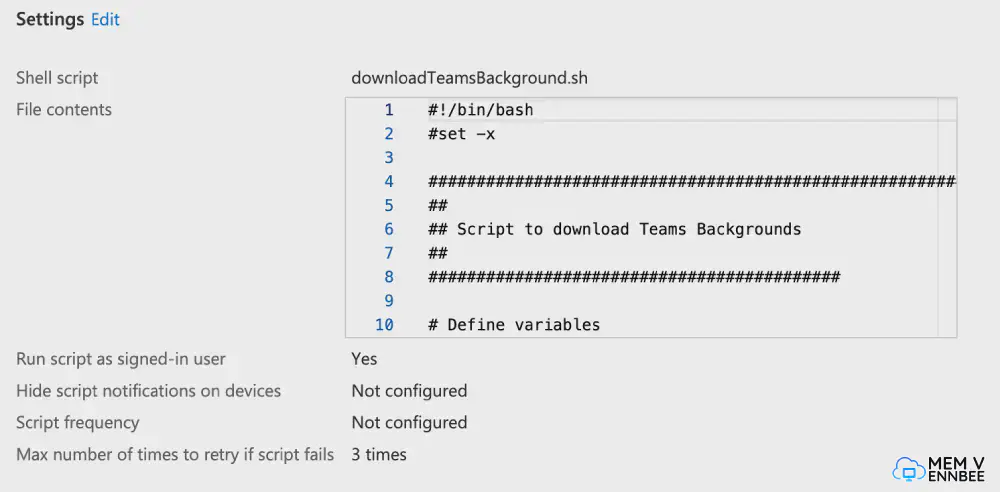 Settings Edit
Shell script downloadTeamsBackground.sh
File contents
1 #!/bin/bash
2 #set -x
3
4 #######################################################
5 ##
6 ## Script to download Teams Backgrounds
7 ##
8 ###########################################
9
10 # Define variables
Run script as signed-in user Yes
Hide script notifications on devices Not configured
Script frequency Not configured
Max number of times to retry if script fails 3 times
MEM V
ENNBEE